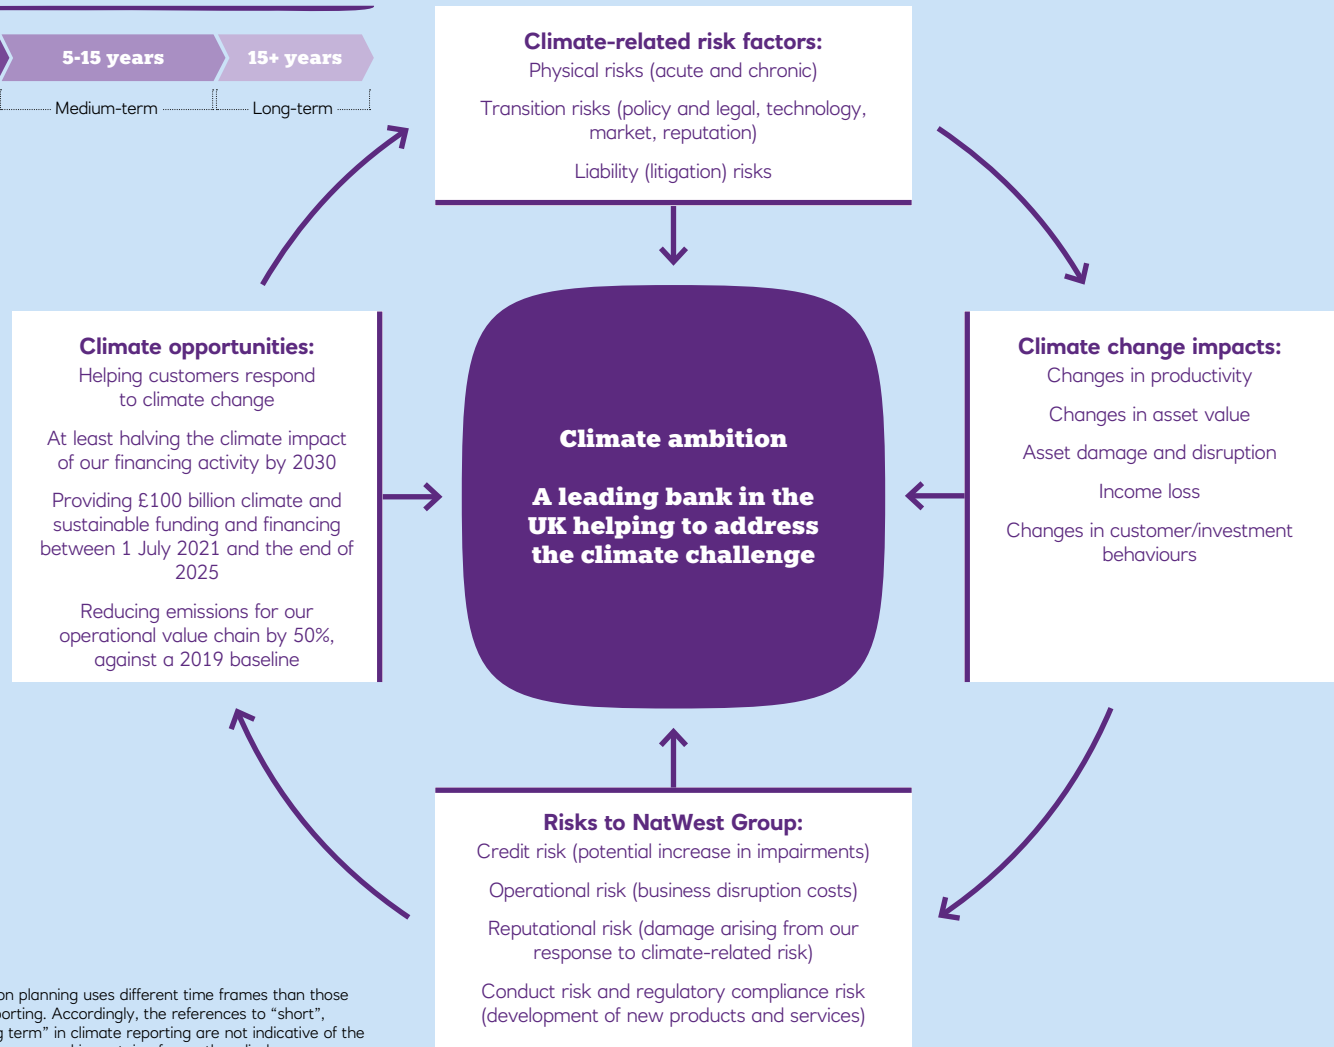 5-15 years
15+ years
Medium-term
Long-term
Climate-related risk factors:
Physical risks (acute and chronic)
Transition risks (policy and legal, technology,
market, reputation)
Liability (litigation) risks
Climate opportunities:
Helping customers respond
to climate change
At least halving the climate impact
of our financing activity by 2030
Providing £100 billion climate and
sustainable funding and financing
between 1 July 2021 and the end of
2025
Reducing emissions for our
operational value chain by 50%,
against a 2019 baseline
Climate ambition
A leading bank in the
UK helping to address
the climate challenge
Climate change impacts:
Changes in productivity
Changes in asset value
Asset damage and disruption
Income loss
Changes in customer/investment
behaviours
Risks to NatWest Group:
Credit risk (potential increase in impairments)
Operational risk (business disruption costs)
Reputational risk (damage arising from our
response to climate-related risk)
Conduct risk and regulatory compliance risk
(development of new products and services)
on planning uses different time frames than those
orting. Accordingly, the references to “short”,
g term” in climate reporting are not indicative of the